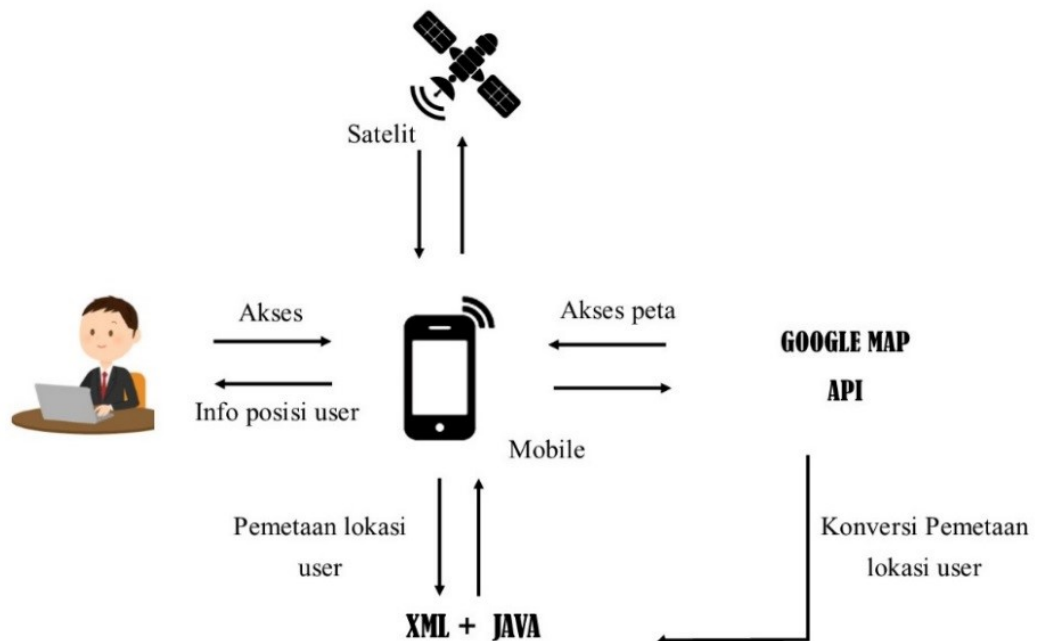 Satelit
Akses
Info posisi user
Akses peta
GOOGLE MAP
API
Mobile
Pemetaan lokasi
user
Konversi Pemetaan
lokasi user
XML + JAVA